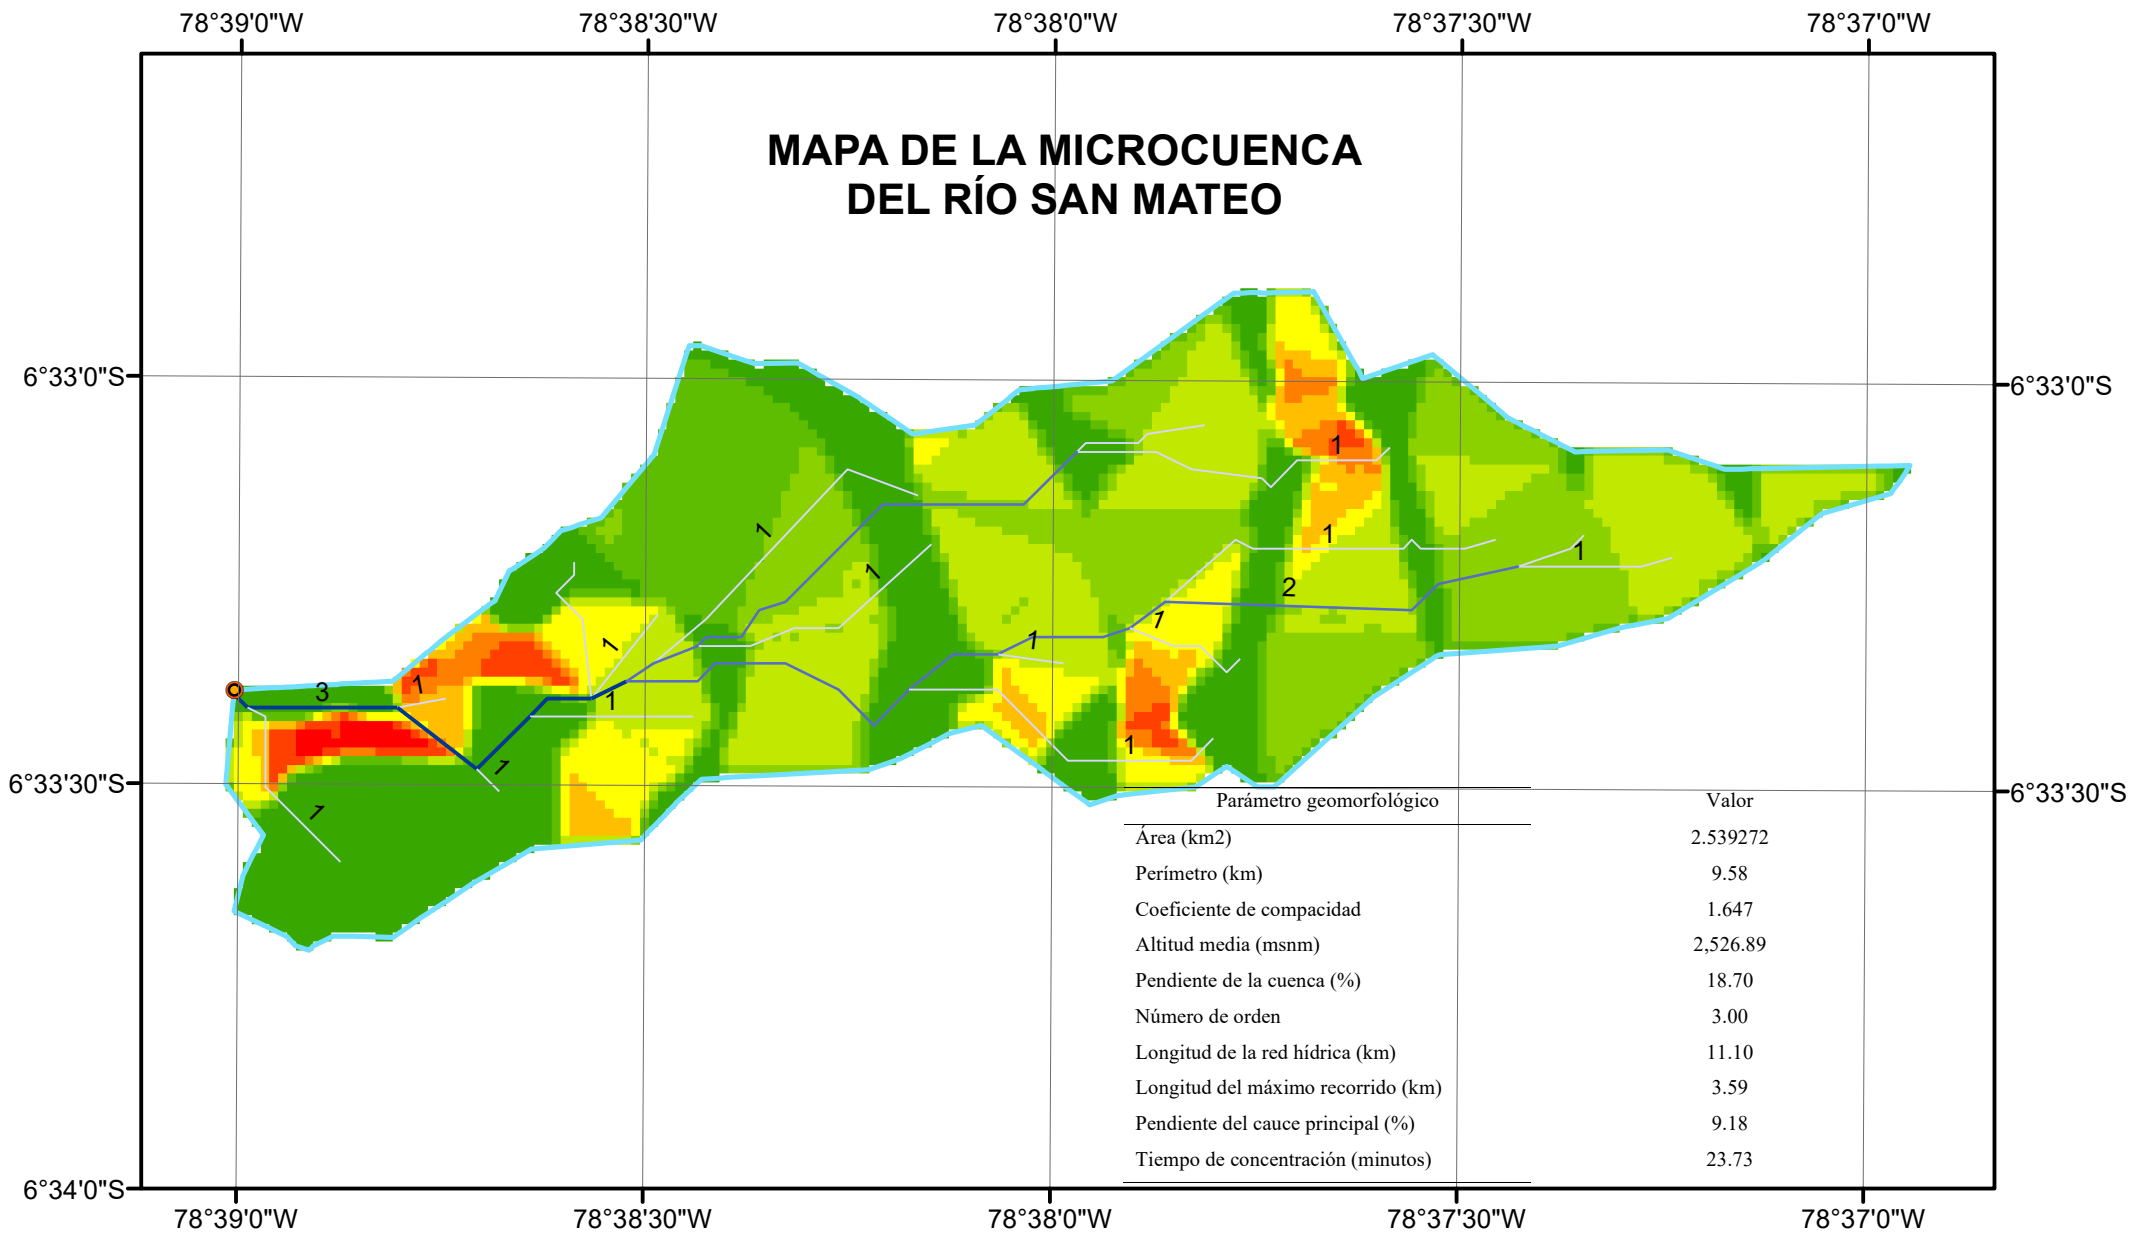 78°39'0"W 78°38'30"W 78°38'0"W 78°37'30"W 78°37'0"W
MAPA DE LA MICROCUENCA
DEL RÍO SAN MATEO
6°33'0"S 6°33'0"S
1
1 1 1
1 2
1 1
1
1 3 1
1
1
1
6°33'30"S 6°33'30"S
1
Parámetro geomorfológico Valor
Área (km2) 2.539272
Perímetro (km) 9.58
Coeficiente de compacidad 1.647
Altitud media (msnm) 2,526.89
Pendiente de la cuenca (%) 18.70
Número de orden 3.00
Longitud de la red hídrica (km) 11.10
Longitud del máximo recorrido (km) 3.59
Pendiente del cauce principal (%) 9.18
Tiempo de concentración (minutos) 23.73
6°34'0"S
78°39'0"W 78°38'30"W 78°38'0"W 78°37'30"W 78°37'0"W